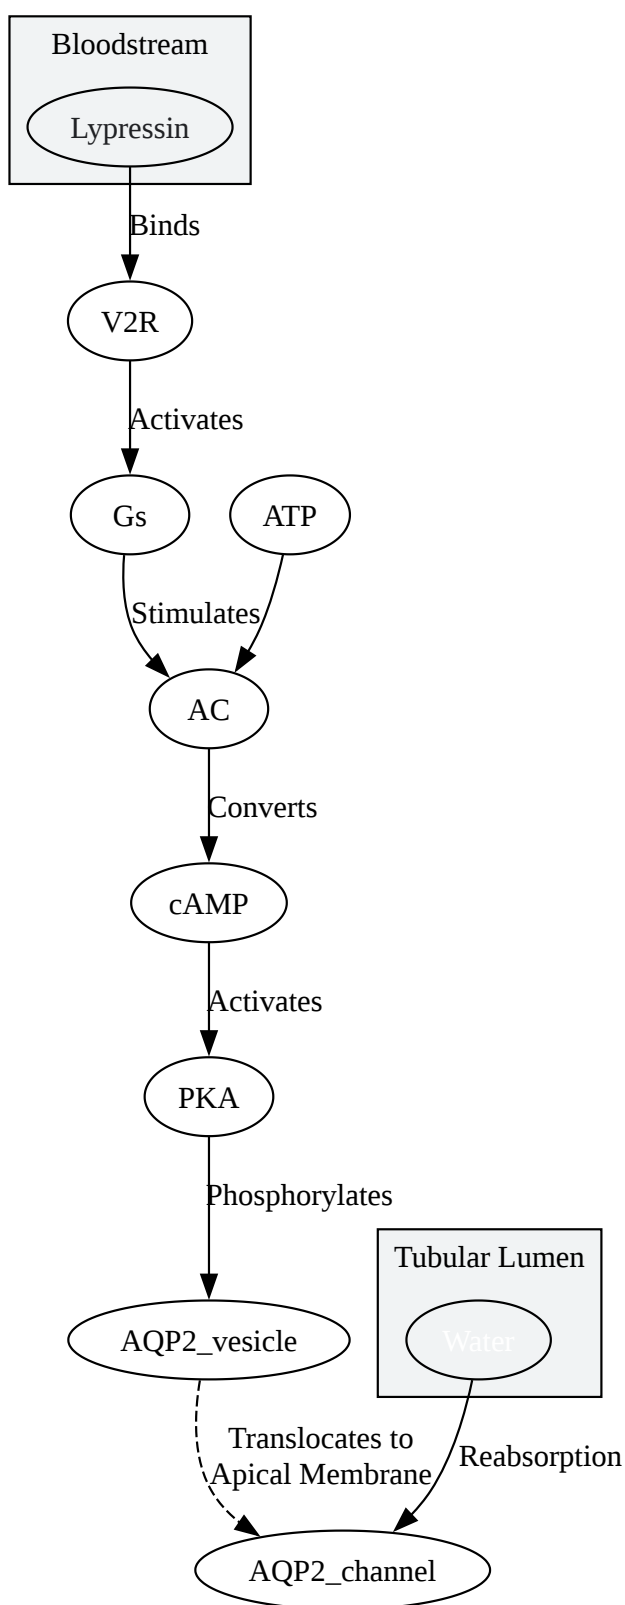 Bloodstream
Lypressin
Binds
V2R
Activates
Gs
ATP
Stimulates
AC
Converts
cAMP
Activates
PKA
Phosphorylates
Tubular Lumen
AQP2_vesicle
Water
Translocates to
Apical Membrane
Reabsorption
AQP2_channel